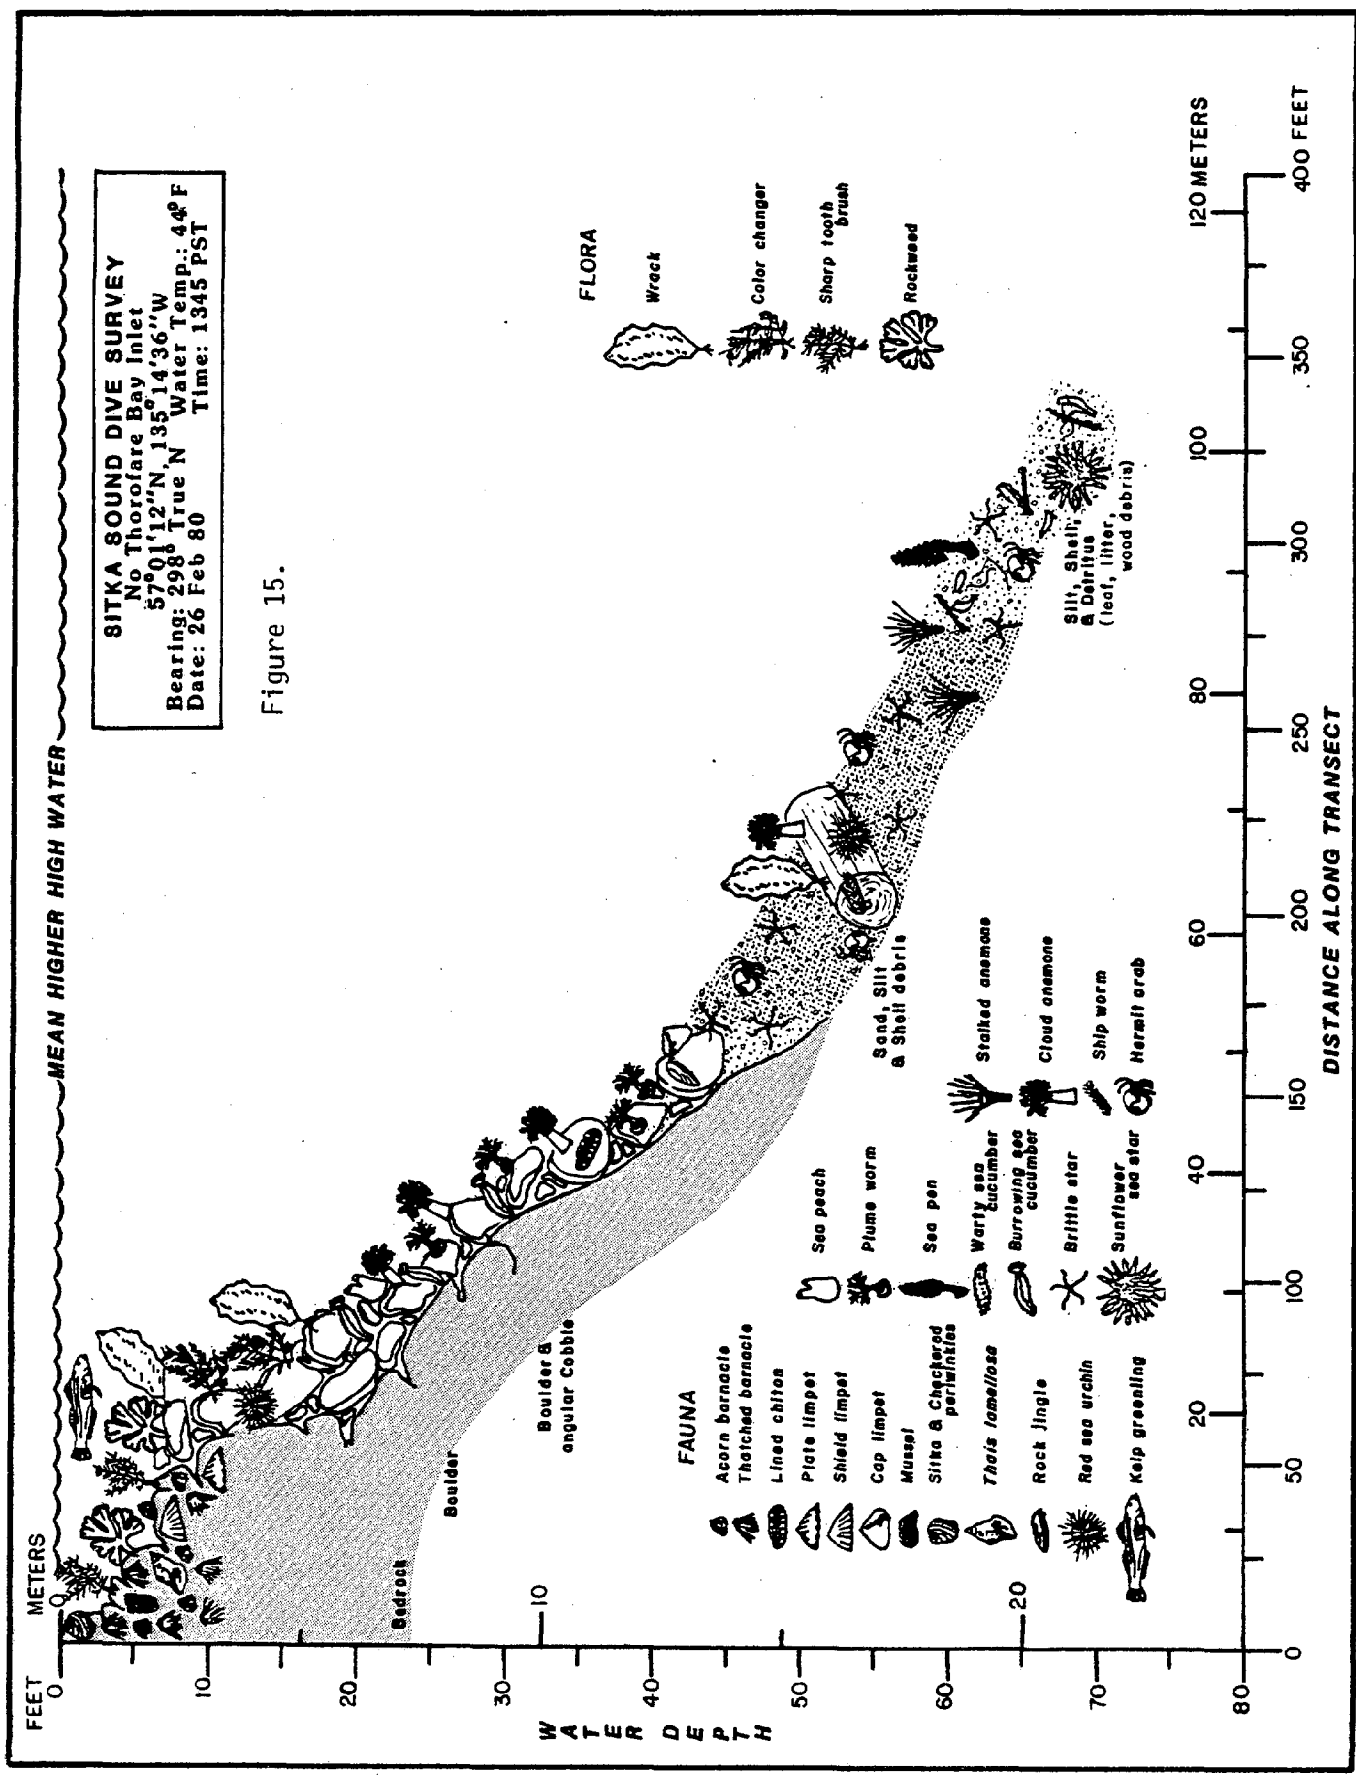 MEAN HIGHER HIGH WATER
SITKA SOUND DIVE SURVEY
No Thorofare Bay Inlet
57°01'12"N, 135°14'36"W
Bearing: 298° True N Water Temp.: 44°F
Date: 26 Feb 80 Time: 1345 PST
Figure 15.
FEET
METERS
0
10
20
30
40
50
60
70
80
0
10
20
WATER DEPTH
FLORA
Wrack
Color changer
Sharp tooth
brush
Rockweed
Bedrock
Boulder
Boulder &
angular Cobble
Sand, Silt
& Shell debris
Silt, Shell,
& Detritus
(leaf, litter,
wood debris)
FAUNA
Acorn barnacle
Thatched barnacle
Lined chiton
Plate limpet
Shield limpet
Cap limpet
Mussel
Sitka & Checkered
periwinkles
Thais lamellosa
Rock jingle
Red sea urchin
Kelp greenling
Sea peach
Plume worm
Sea pen
Warty sea
cucumber
Burrowing sea
cucumber
Brittle star
Sunflower
sea star
Stalked anemone
Cloud anemone
Ship worm
Hermit crab
20
40
60
80
100
120 METERS
0
50
100
150
200
250
300
350
400 FEET
DISTANCE ALONG TRANSECT